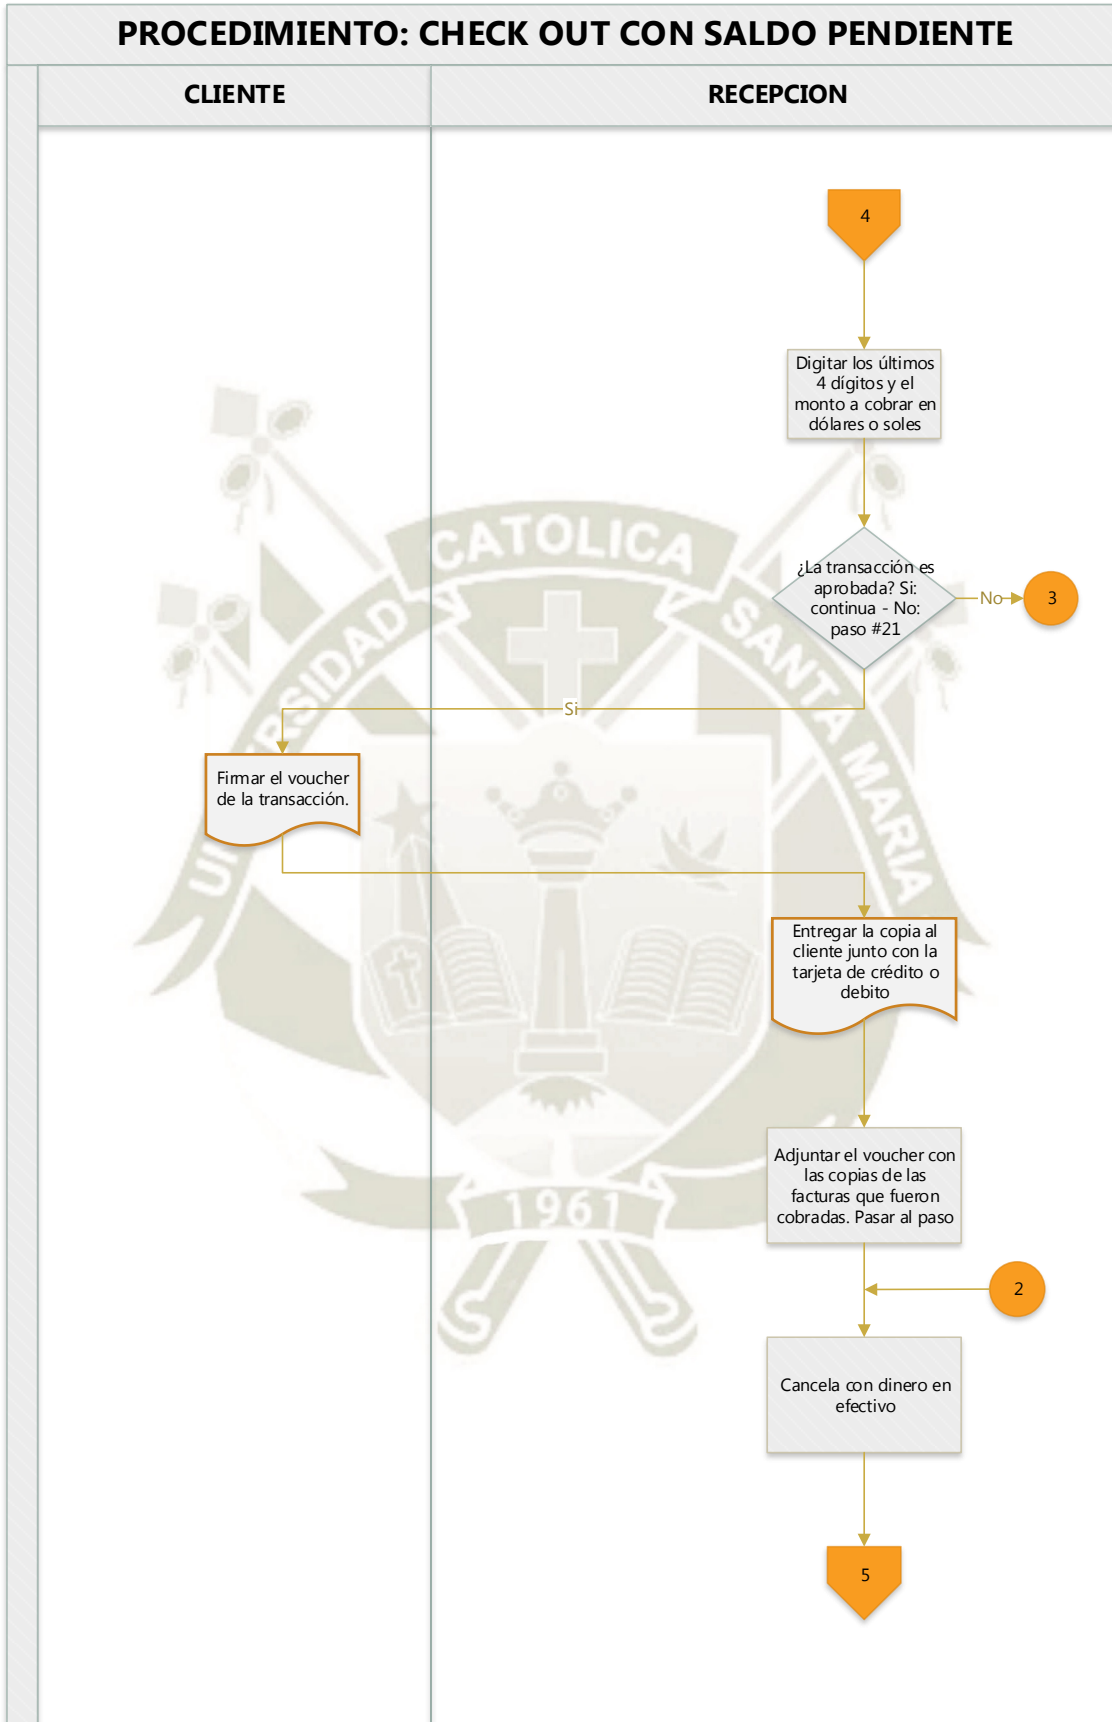 PROCEDIMIENTO: CHECK OUT CON SALDO PENDIENTE
CLIENTE
RECEPCION
4
Digitar los últimos
4 dígitos y el
monto a cobrar en
dólares o soles
¿La transacción es
aprobada? Si:
continua - No:
paso #21
No
3
Si
Firmar el voucher
de la transacción.
Entregar la copia al
cliente junto con la
tarjeta de crédito o
debito
Adjuntar el voucher con
las copias de las
facturas que fueron
cobradas. Pasar al paso
2
Cancela con dinero en
efectivo
5
UNIVERSIDAD CATOLICA SANTA MARIA
1961